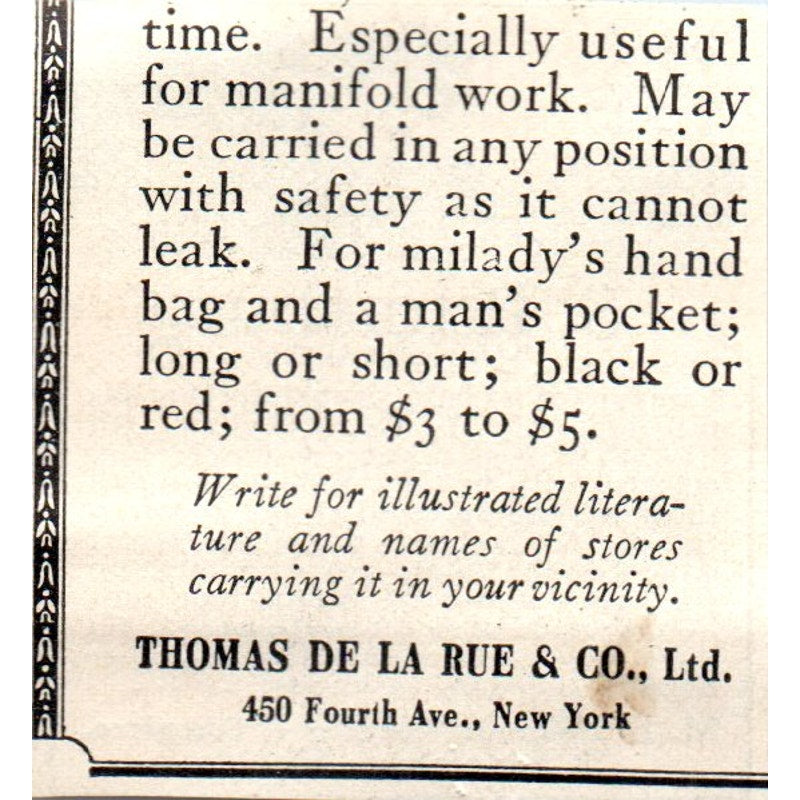 time. Especially useful
for manifold work. May
be carried in any position
with safety as it cannot
leak. For milady's hand
bag and a man's pocket;
long or short; black or
red; from $3 to $5.
Write for illustrated litera-
ture and names of stores
carrying it in your vicinity.
THOMAS DE LA RUE & CO., Ltd.
450 Fourth Ave., New York